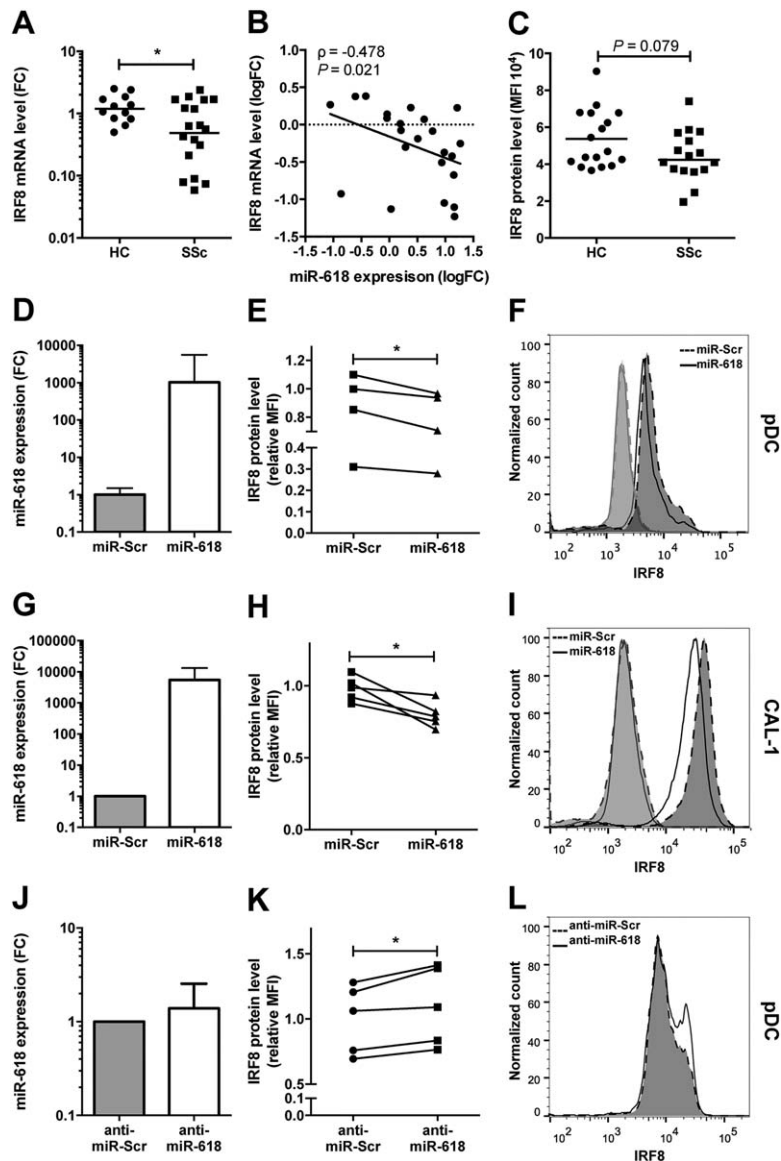 A
IRF8 mRNA level (FC)
10
1
0.10
0.01
*
HC
SSc
B
IRF8 mRNA level (logFC)
ρ = -0.478
P = 0.021
0.5
0.0
-0.5
-1.0
-1.5
-1.5 -1.0 -0.5 0.0 0.5 1.0 1.5
miR-618 expresison (logFC)
C
IRF8 protein level (MFI 10⁴)
P = 0.079
10
8
6
4
2
0
HC
SSc
D
miR-618 expression (FC)
10000
1000
100
10
1
0.1
miR-Scr
miR-618
E
IRF8 protein level
(relative MFI)
*
1.2
1.0
0.8
0.6
0.4
0.3
0.2
0.1
0.0
miR-Scr
miR-618
F
Normalized count
100
80
60
40
20
0
miR-Scr
miR-618
10² 10³ 10⁴ 10⁵
IRF8
pDC
G
miR-618 expression (FC)
100000
10000
1000
100
10
1
0.1
miR-Scr
miR-618
H
IRF8 protein level
(relative MFI)
*
1.0
0.0
miR-Scr
miR-618
I
Normalized count
100
80
60
40
20
0
miR-Scr
miR-618
10² 10³ 10⁴ 10⁵
IRF8
CAL-1
J
miR-618 expression (FC)
10
1
0.1
anti-
miR-Scr
anti-
miR-618
K
IRF8 protein level
(relative MFI)
*
1.5
1.0
0.5
0.1
0.0
anti-
miR-Scr
anti-
miR-618
L
Normalized count
100
80
60
40
20
0
anti-miR-Scr
anti-miR-618
10² 10³ 10⁴ 10⁵
IRF8
pDC